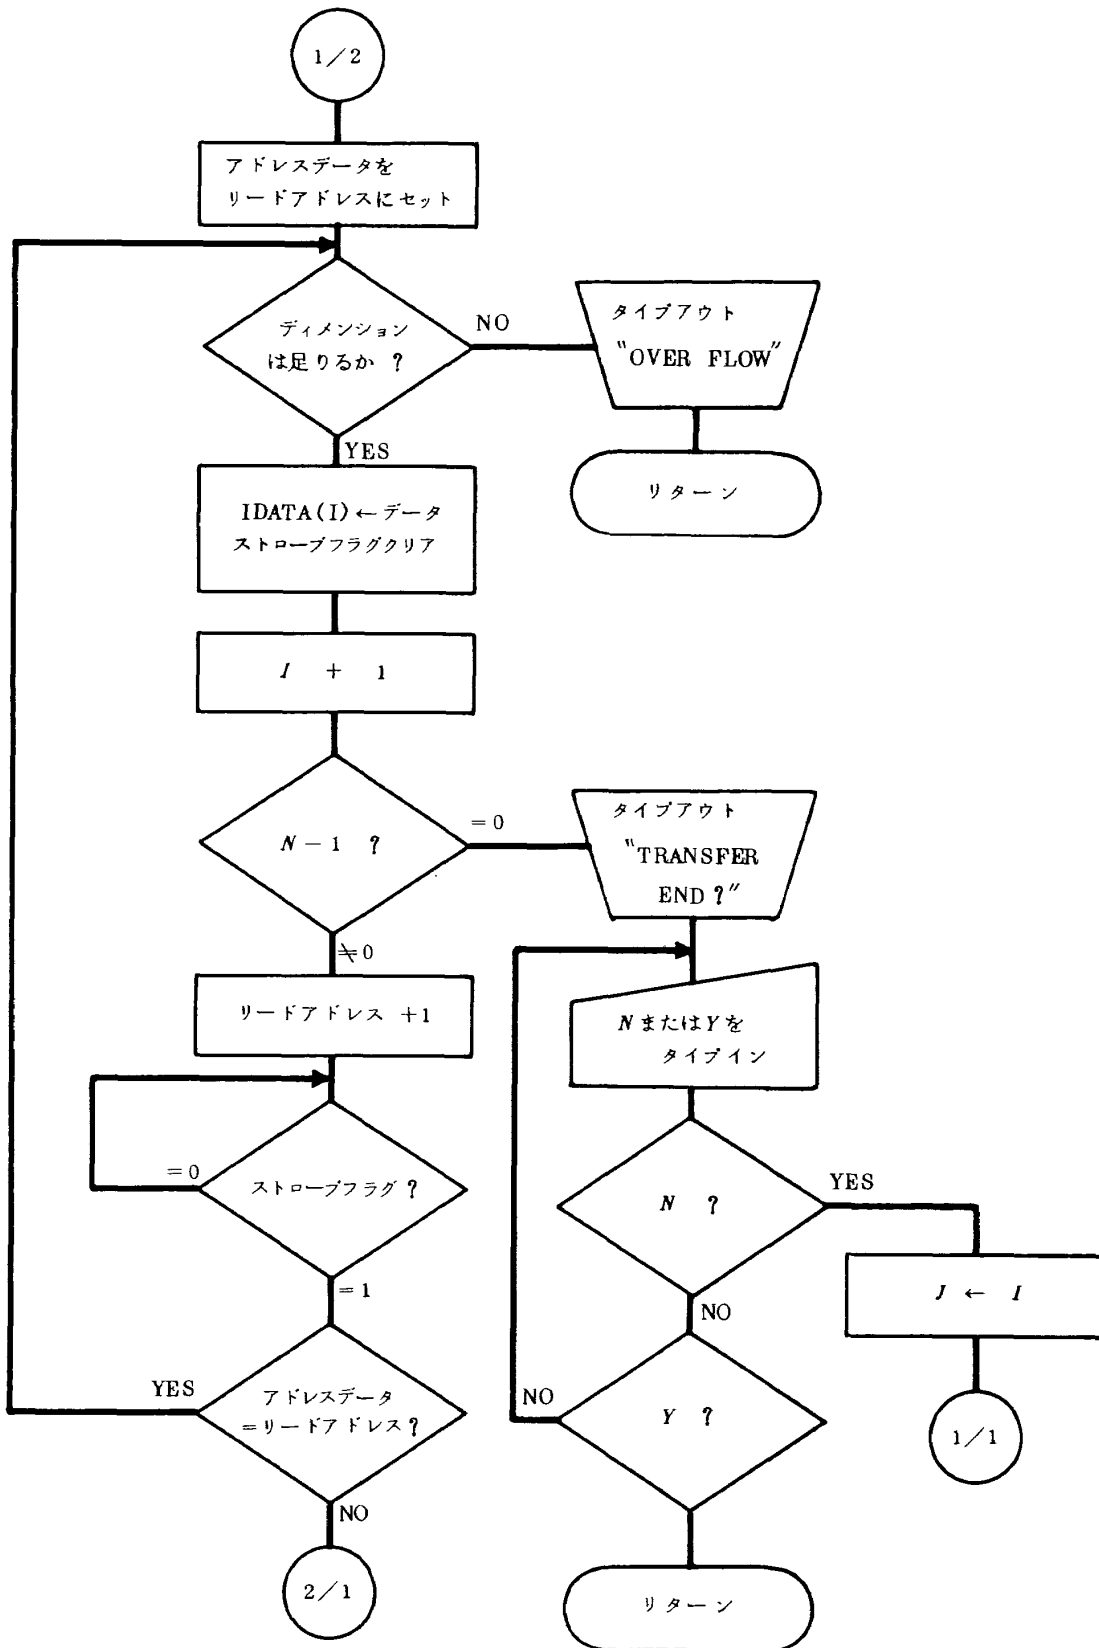 1/2
アドレスデータを
リードアドレスにセット
ディメンション
は足りるか ?
NO
タイプアウト
"OVER FLOW"
リターン
YES
IDATA(I)←データ
ストローブフラグクリア
I + 1
N-1 ?
=0
タイプアウト
"TRANSFER
END ?"
≠0
リードアドレス +1
NまたはYを
タイプイン
=0
ストローブフラグ?
N ?
YES
J ← I
=1
NO
YES
アドレスデータ
=リードアドレス?
NO
Y ?
1/1
NO
2/1
リターン